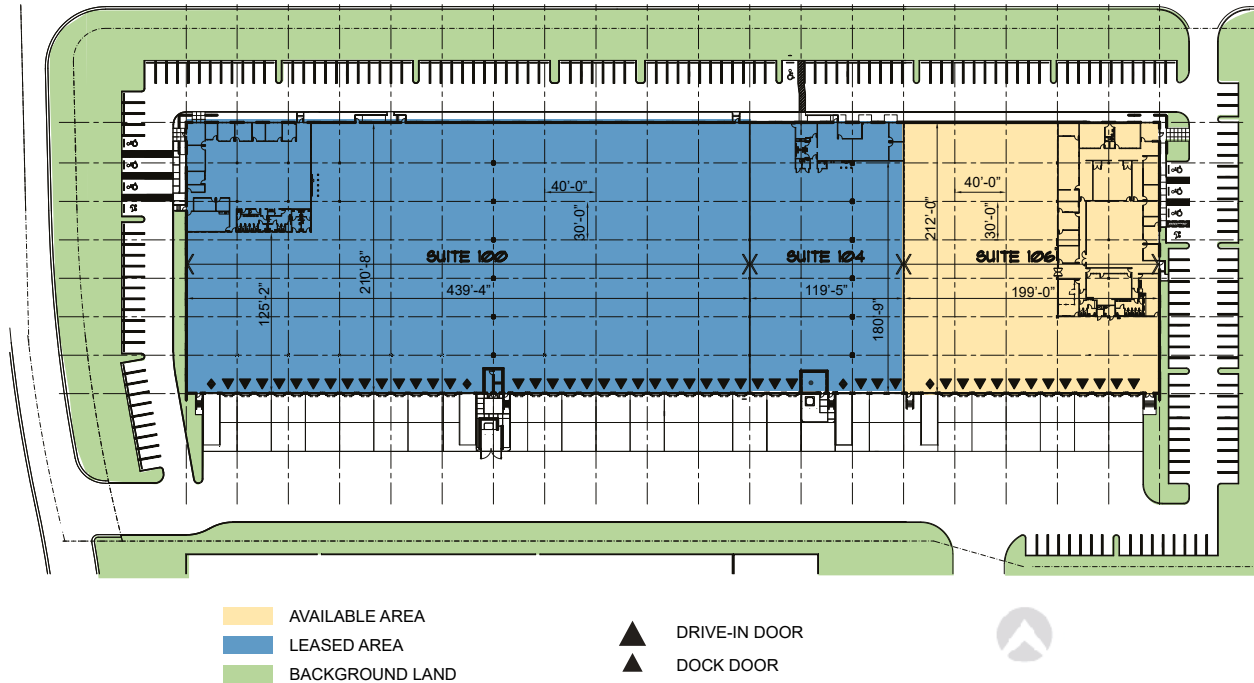 40'-0"
40'-0"
30'-0"
30'-0"
212'-0"
SUITE 100
SUITE 104
SUITE 106
210'-8"
439'-4"
119'-5"
199'-0"
125'-2"
180'-9"
AVAILABLE AREA
LEASED AREA
BACKGROUND LAND
DRIVE-IN DOOR
DOCK DOOR